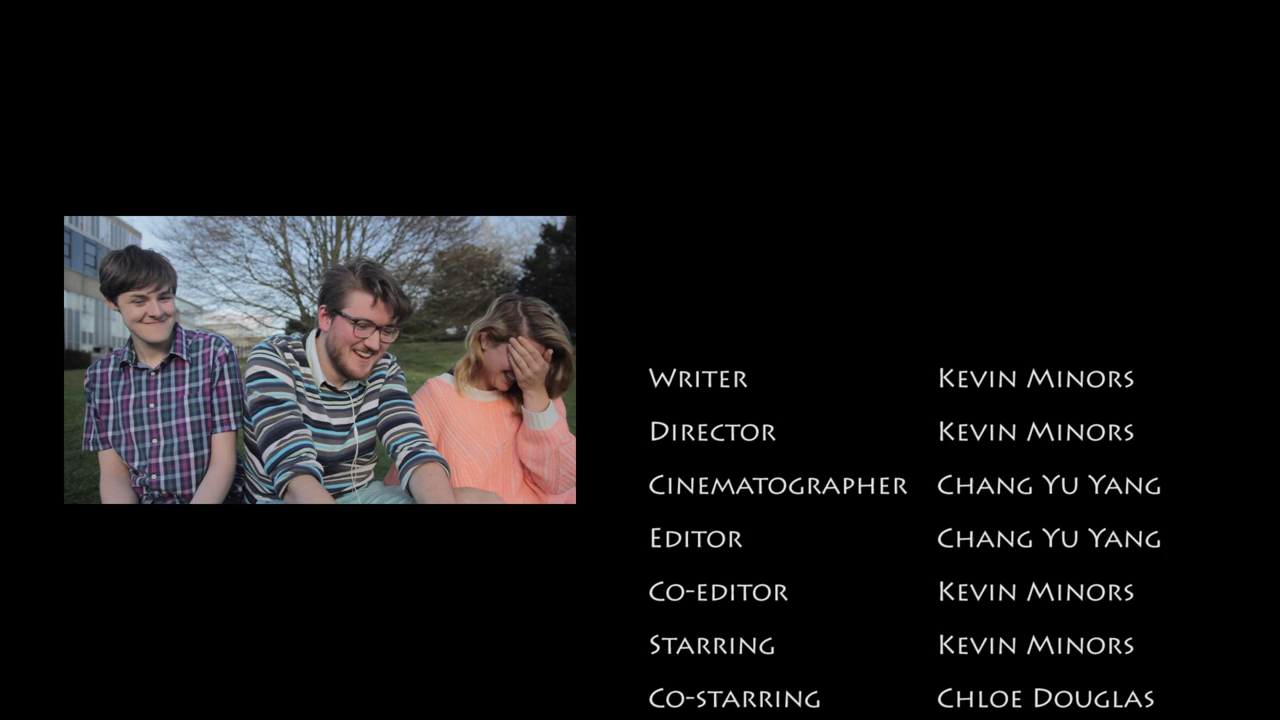 Writer Kevin Minors
Director Kevin Minors
Cinematographer Chang Yu Yang
Editor Chang Yu Yang
Co-editor Kevin Minors
Starring Kevin Minors
Co-starring Chloe Douglas